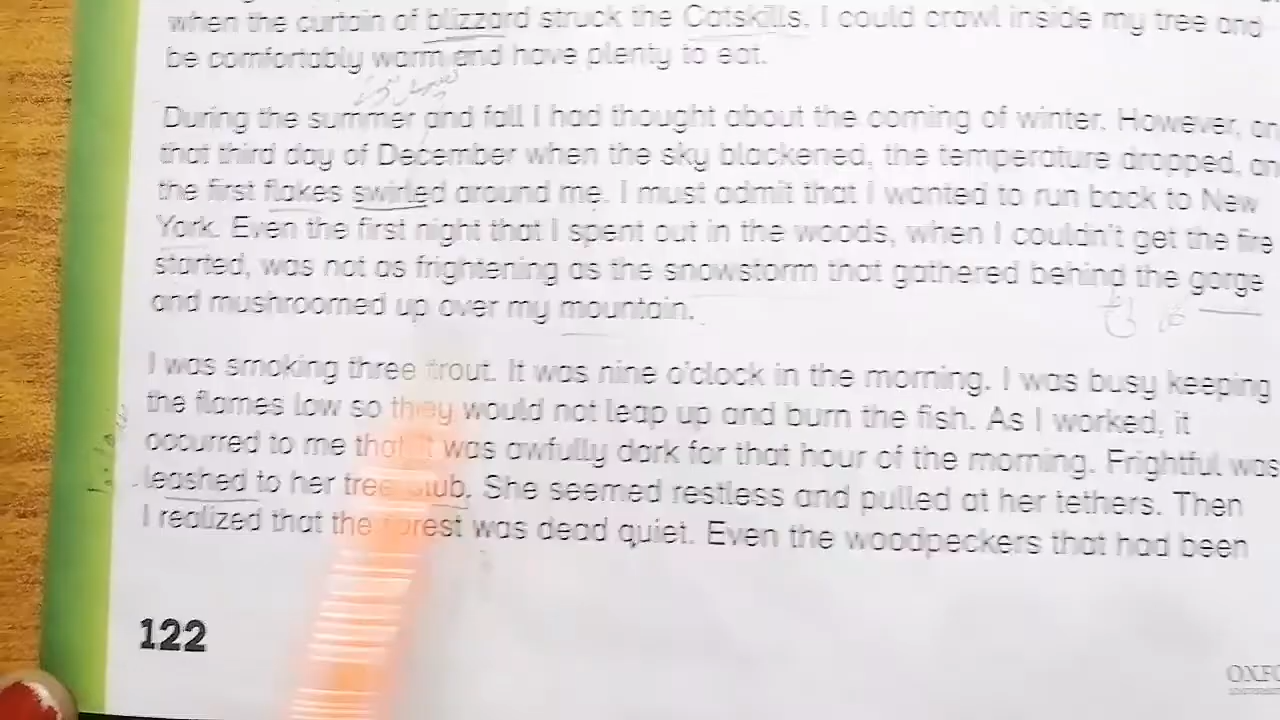 when the curtain of blizzard struck the Catskills. I could crawl inside my tree and
be comfortably warm and have plenty to eat.
During the summer and fall I had thought about the coming of winter. However, on
that third day of December when the sky blackened, the temperature dropped, an
the first flakes swirled around me. I must admit that I wanted to run back to New
York. Even the first night that I spent out in the woods, when I couldn't get the fire
started, was not as frightening as the snowstorm that gathered behind the gorge
and mushroomed up over my mountain.
I was smoking three trout. It was nine o'clock in the morning. I was busy keeping
the flames low so they would not leap up and burn the fish. As I worked, it
occurred to me that it was awfully dark for that hour of the morning. Frightful was
leashed to her tree stub. She seemed restless and pulled at her tethers. Then
I realized that the forest was dead quiet. Even the woodpeckers that had been
122
OXFO